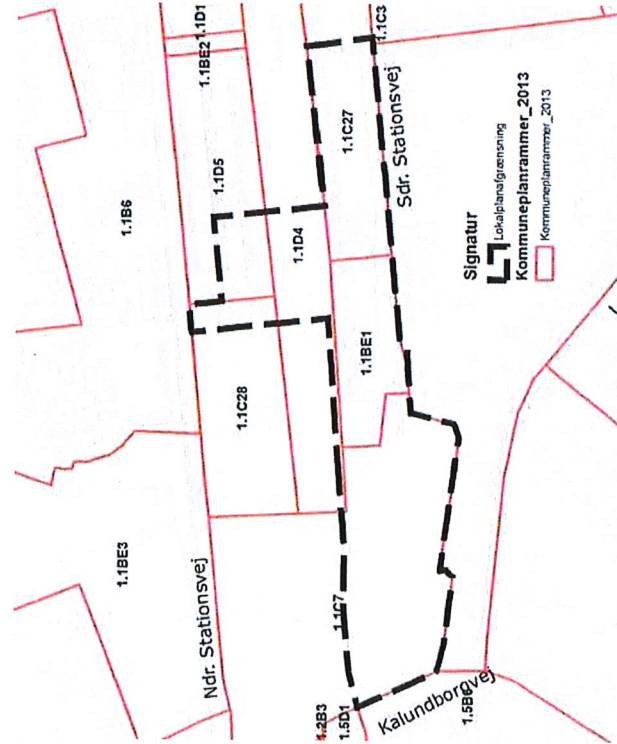 1.1D1
1.1BE2
1.1C3
1.1B6
1.1D5
1.1C27
Sdr. Stationsvej
1.1D4
1.1BE1
1.1C28
1.1BE3
Ndr. Stationsvej
1.1C7
1.2B3
1.5D1
Kalundborgvej
Signatur
Lokalplanafgrænsning
Kommuneplanrammer_2013
Kommuneplanrammer_2013